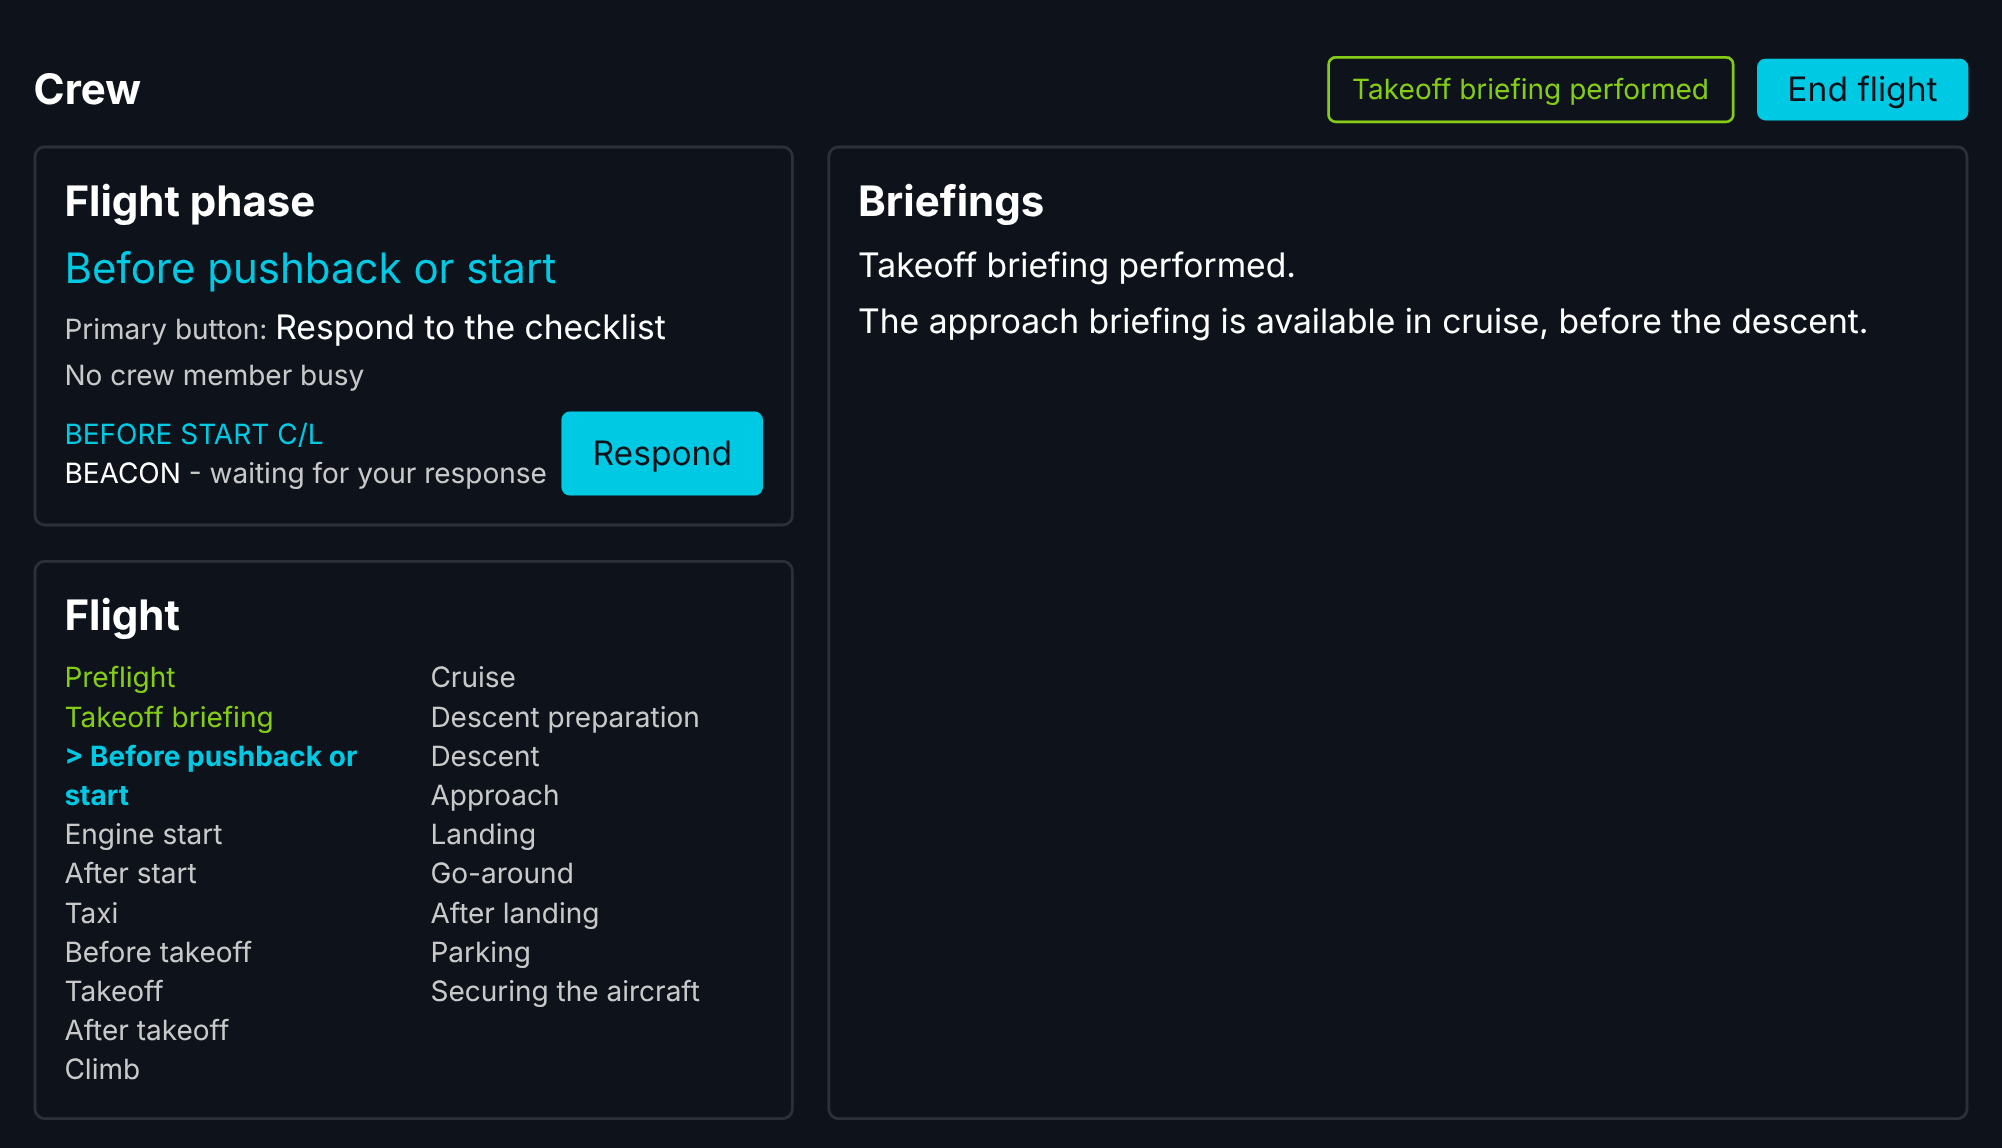 Crew
Takeoff briefing performed
End flight
Flight phase
Before pushback or start
Primary button: Respond to the checklist
No crew member busy
BEFORE START C/L
BEACON - waiting for your response
Respond
Briefings
Takeoff briefing performed.
The approach briefing is available in cruise, before the descent.
Flight
Preflight
Takeoff briefing
> Before pushback or
start
Engine start
After start
Taxi
Before takeoff
Takeoff
After takeoff
Climb
Cruise
Descent preparation
Descent
Approach
Landing
Go-around
After landing
Parking
Securing the aircraft